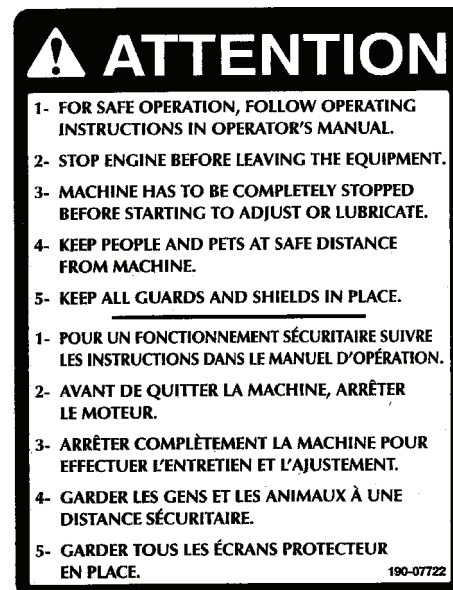 ATTENTION
1- FOR SAFE OPERATION, FOLLOW OPERATING
INSTRUCTIONS IN OPERATOR'S MANUAL.
2- STOP ENGINE BEFORE LEAVING THE EQUIPMENT.
3- MACHINE HAS TO BE COMPLETELY STOPPED
BEFORE STARTING TO ADJUST OR LUBRICATE.
4- KEEP PEOPLE AND PETS AT SAFE DISTANCE
FROM MACHINE.
5- KEEP ALL GUARDS AND SHIELDS IN PLACE.
1- POUR UN FONCTIONNEMENT SÉCURITAIRE SUIVRE
LES INSTRUCTIONS DANS LE MANUEL D'OPÉRATION.
2- AVANT DE QUITTER LA MACHINE, ARRÊTER
LE MOTEUR.
3- ARRÊTER COMPLÈTEMENT LA MACHINE POUR
EFFECTUER L'ENTRETIEN ET L'AJUSTEMENT.
4- GARDER LES GENS ET LES ANIMAUX À UNE
DISTANCE SÉCURITAIRE.
5- GARDER TOUS LES ÉCRANS PROTECTEUR
EN PLACE.
190-07722